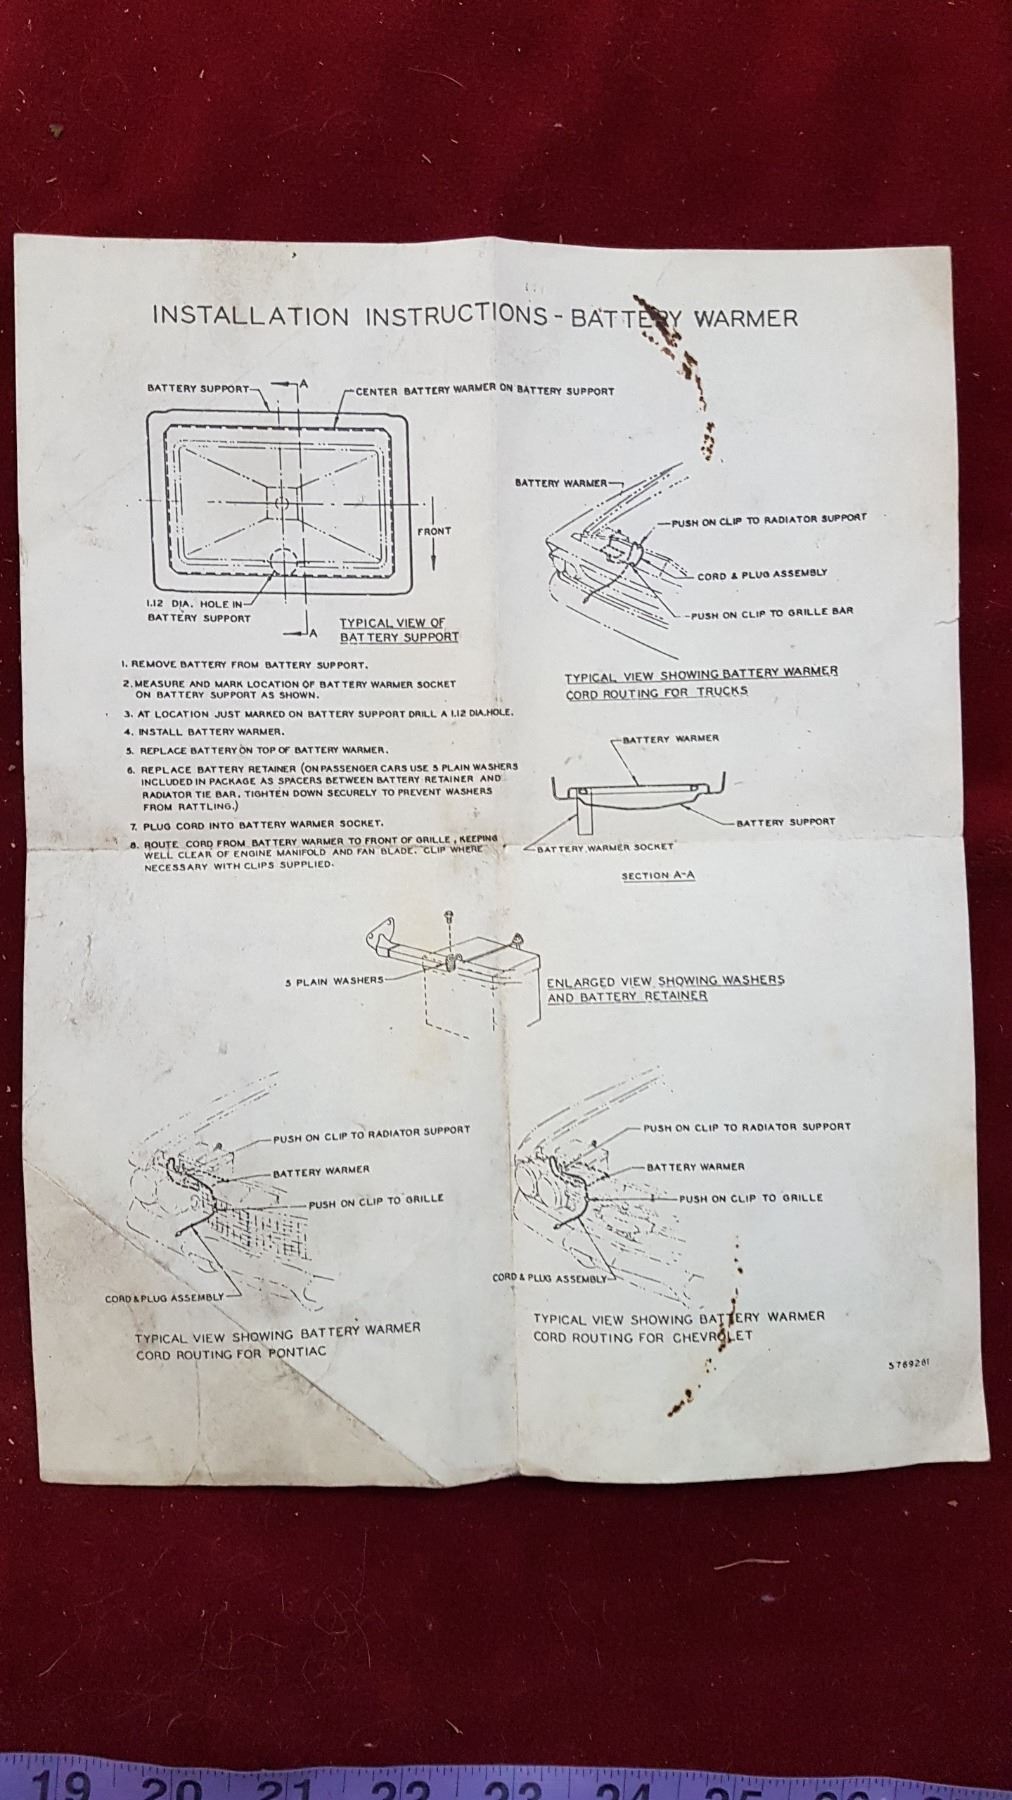 INSTALLATION INSTRUCTIONS - BATTERY WARMER
BATTERY SUPPORT
A
CENTER BATTERY WARMER ON BATTERY SUPPORT
FRONT
1.12 DIA. HOLE IN
BATTERY SUPPORT
A
TYPICAL VIEW OF
BATTERY SUPPORT
BATTERY WARMER
PUSH ON CLIP TO RADIATOR SUPPORT
CORD & PLUG ASSEMBLY
PUSH ON CLIP TO GRILLE BAR
TYPICAL VIEW SHOWING BATTERY WARMER
CORD ROUTING FOR TRUCKS
1. REMOVE BATTERY FROM BATTERY SUPPORT.
2. MEASURE AND MARK LOCATION OF BATTERY WARMER SOCKET
ON BATTERY SUPPORT AS SHOWN.
3. AT LOCATION JUST MARKED ON BATTERY SUPPORT DRILL A 1.12 DIA.HOLE.
4. INSTALL BATTERY WARMER.
5. REPLACE BATTERY ON TOP OF BATTERY WARMER.
6. REPLACE BATTERY RETAINER (ON PASSENGER CARS USE 5 PLAIN WASHERS
INCLUDED IN PACKAGE AS SPACERS BETWEEN BATTERY RETAINER AND
RADIATOR TIE BAR. TIGHTEN DOWN SECURELY TO PREVENT WASHERS
FROM RATTLING.)
7. PLUG CORD INTO BATTERY WARMER SOCKET.
8. ROUTE CORD FROM BATTERY WARMER TO FRONT OF GRILLE, KEEPING
WELL CLEAR OF ENGINE MANIFOLD AND FAN BLADE. CLIP WHERE
NECESSARY WITH CLIPS SUPPLIED.
BATTERY WARMER
BATTERY SUPPORT
BATTERY WARMER SOCKET
SECTION A-A
5 PLAIN WASHERS
ENLARGED VIEW SHOWING WASHERS
AND BATTERY RETAINER
PUSH ON CLIP TO RADIATOR SUPPORT
BATTERY WARMER
PUSH ON CLIP TO GRILLE
CORD & PLUG ASSEMBLY
TYPICAL VIEW SHOWING BATTERY WARMER
CORD ROUTING FOR PONTIAC
PUSH ON CLIP TO RADIATOR SUPPORT
BATTERY WARMER
PUSH ON CLIP TO GRILLE
CORD & PLUG ASSEMBLY
TYPICAL VIEW SHOWING BATTERY WARMER
CORD ROUTING FOR CHEVROLET
5769261
19 20 21 22 23 24 25 26